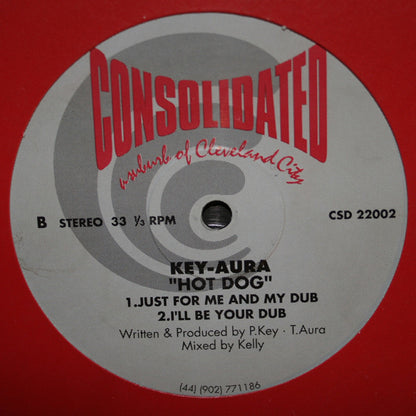 CONSOLIDATED
a suburb of Cleveland City
B STEREO 33 ⅓ RPM
CSD 22002
KEY-AURA
"HOT DOG"
1.JUST FOR ME AND MY DUB
2.I'LL BE YOUR DUB
Written & Produced by P.Key · T.Aura
Mixed by Kelly
(44) (902) 771186